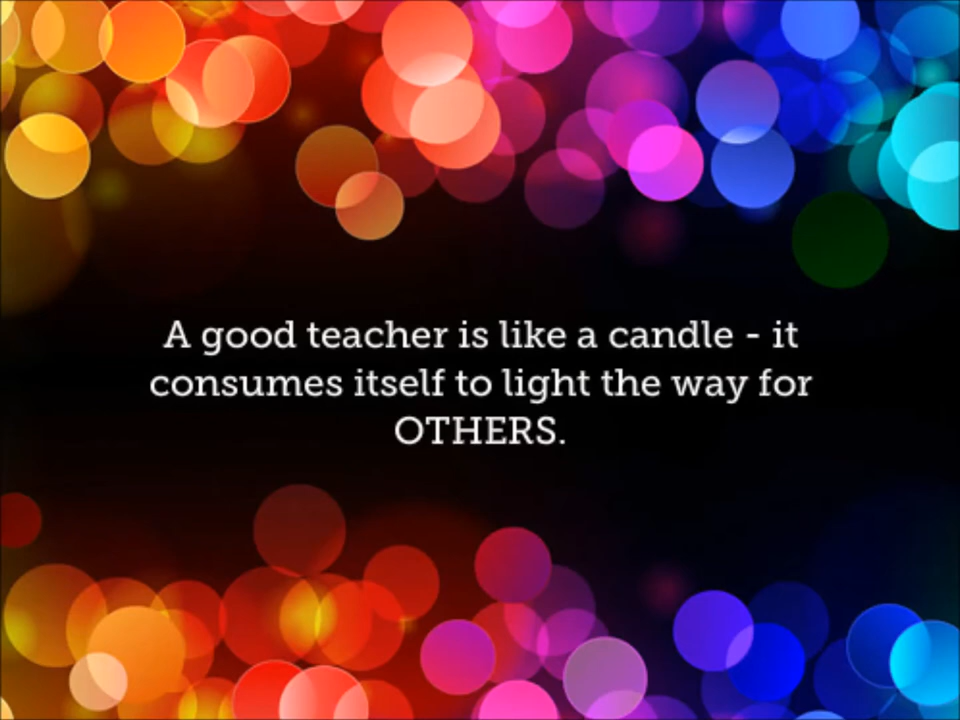 A good teacher is like a candle - it
consumes itself to light the way for
OTHERS.